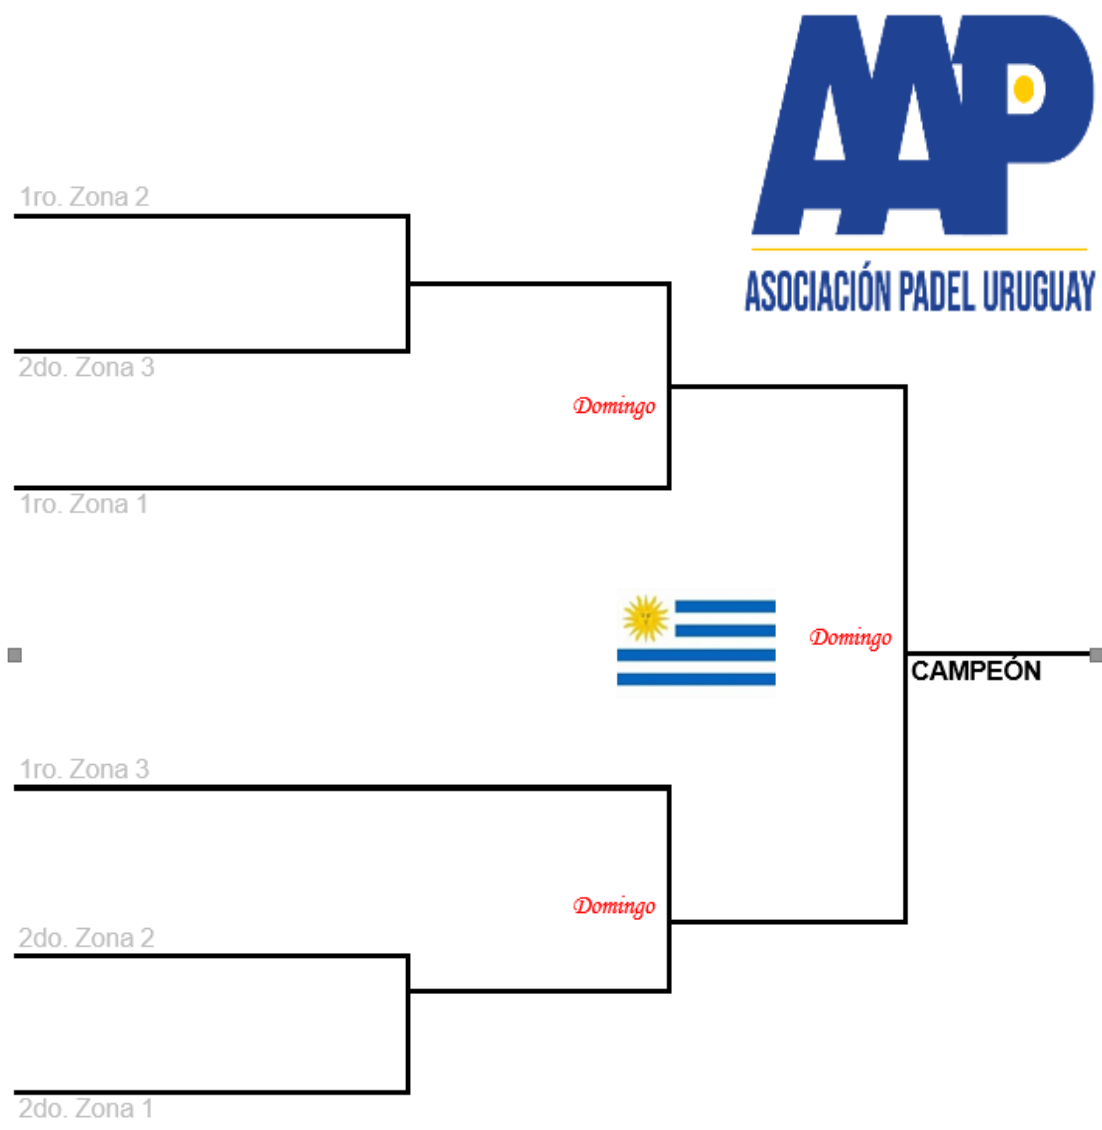 AAP
ASOCIACIÓN PADEL URUGUAY
1ro. Zona 2
2do. Zona 3
Domingo
1ro. Zona 1
Domingo
CAMPEÓN
1ro. Zona 3
Domingo
2do. Zona 2
2do. Zona 1